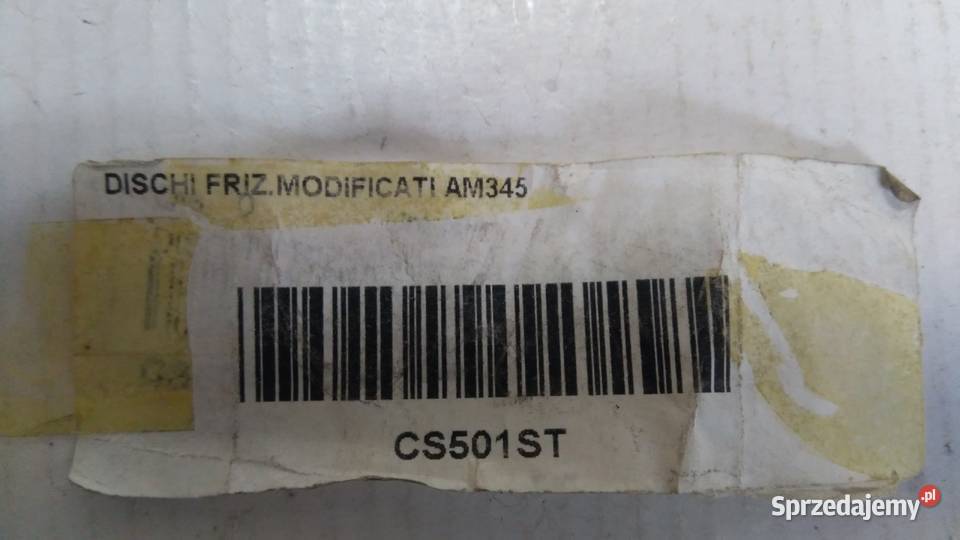 DISCHI FRIZ.MODIFICATI AM345
CS501ST
Sprzedajemy.pl